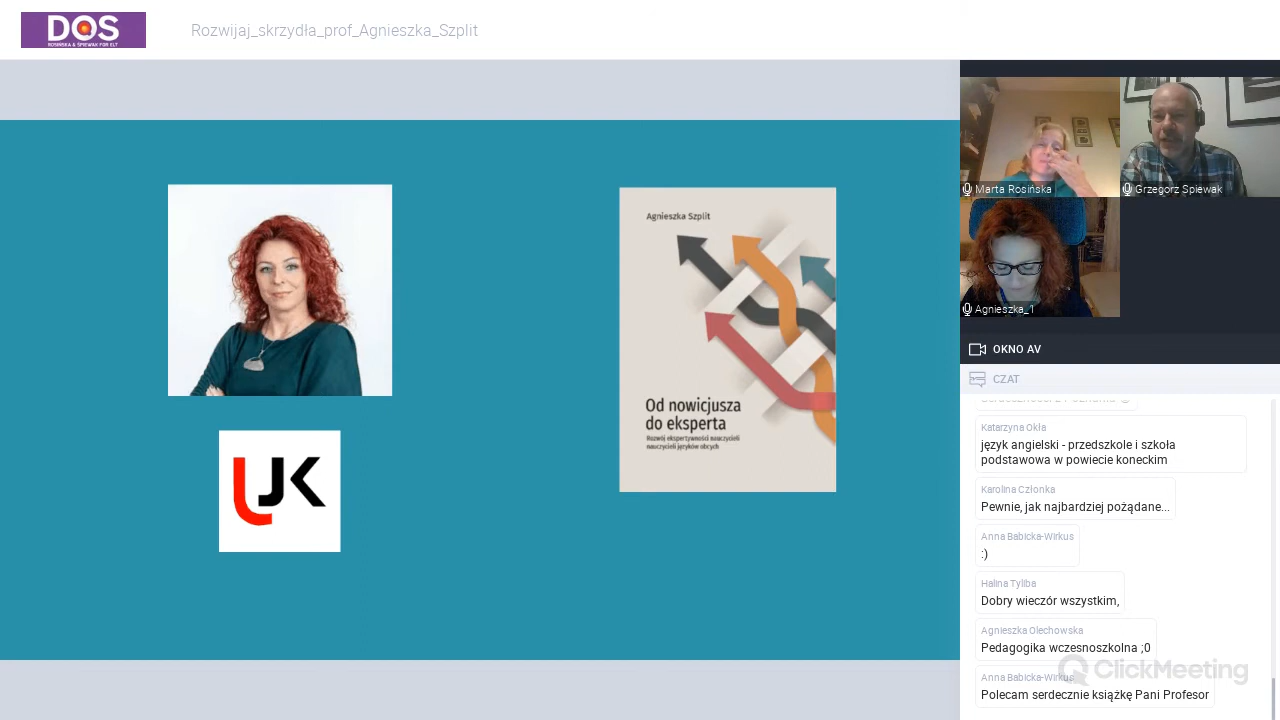 DOS
ROSIŃSKA & ŚPIEWAK FOR ELT
Rozwijaj_skrzydła_prof_Agnieszka_Szplit
Agnieszka Szplit
Od nowicjusza
do eksperta
Rozwój ekspertywności nauczycieli
nauczycieli języków obcych
UJK
Marta Rosińska
Grzegorz Śpiewak
Agnieszka_1
OKNO AV
CZAT
Katarzyna Okła
język angielski - przedszkole i szkoła
podstawowa w powiecie koneckim
Karolina Członka
Pewnie, jak najbardziej pożądane...
Anna Babicka-Wirkus
:)
Halina Tyliba
Dobry wieczór wszystkim,
Agnieszka Olechowska
Pedagogika wczesnoszkolna ;0
ClickMeeting
Anna Babicka-Wirkus
Polecam serdecznie książkę Pani Profesor